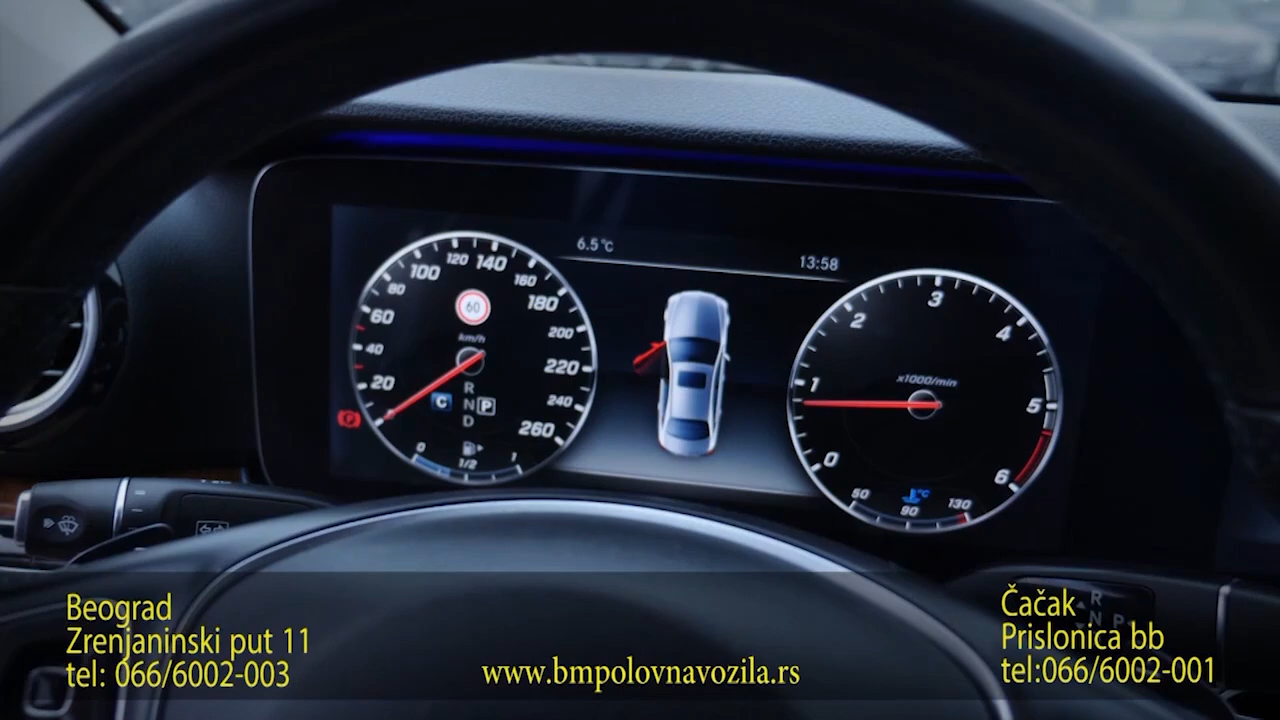 6.5°C
13:58
20
40
60
80
100
120
140
160
180
200
220
240
260
60
km/h
R
N
D
C
P
0
1/2
1
0
1
2
3
4
5
6
x1000/min
50
°C
90
130
R
N
P
Beograd
Zrenjaninski put 11
tel: 066/6002-003
www.bmpolovnavozila.rs
Čačak
Prislonica bb
tel:066/6002-001